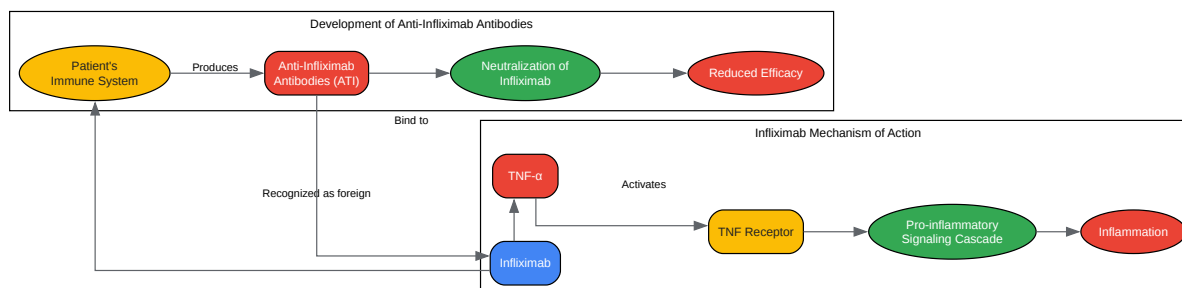 Development of Anti-Infliximab Antibodies
Patient's
Immune System
Produces
Anti-Infliximab
Antibodies (ATI)
Neutralization of
Infliximab
Reduced Efficacy
Bind to
Infliximab Mechanism of Action
TNF-α
Recognized as foreign
Activates
TNF Receptor
Pro-inflammatory
Signaling Cascade
Inflammation
Infliximab